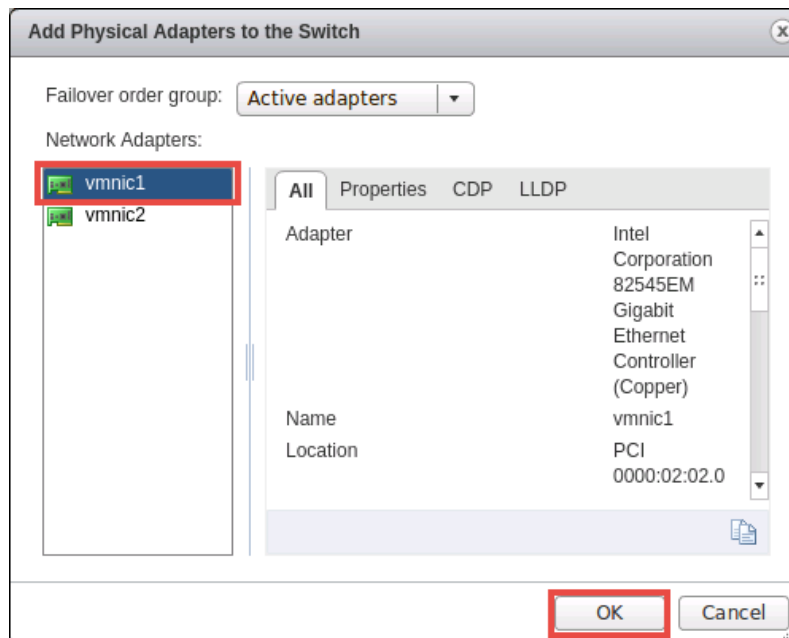 Add Physical Adapters to the Switch
Failover order group: Active adapters
Network Adapters:
vmnic1
vmnic2
All Properties CDP LLDP
Adapter Intel
Corporation
82545EM
Gigabit
Ethernet
Controller
(Copper)
Name vmnic1
Location PCI
0000:02:02.0
OK Cancel